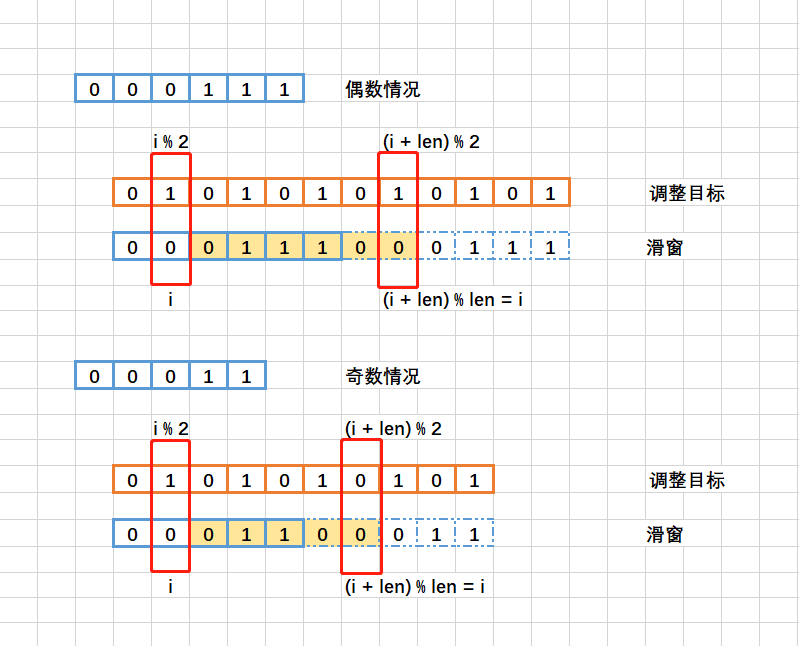 0 0 0 1 1 1 偶数情况
i % 2 (i + len) % 2
0 1 0 1 0 1 0 1 0 1 0 1 调整目标
0 0 0 1 1 1 0 0 0 1 1 1 滑窗
i (i + len) % len = i
0 0 0 1 1 奇数情况
i % 2 (i + len) % 2
0 1 0 1 0 1 0 1 0 1 调整目标
0 0 0 1 1 0 0 0 1 1 滑窗
i (i + len) % len = i